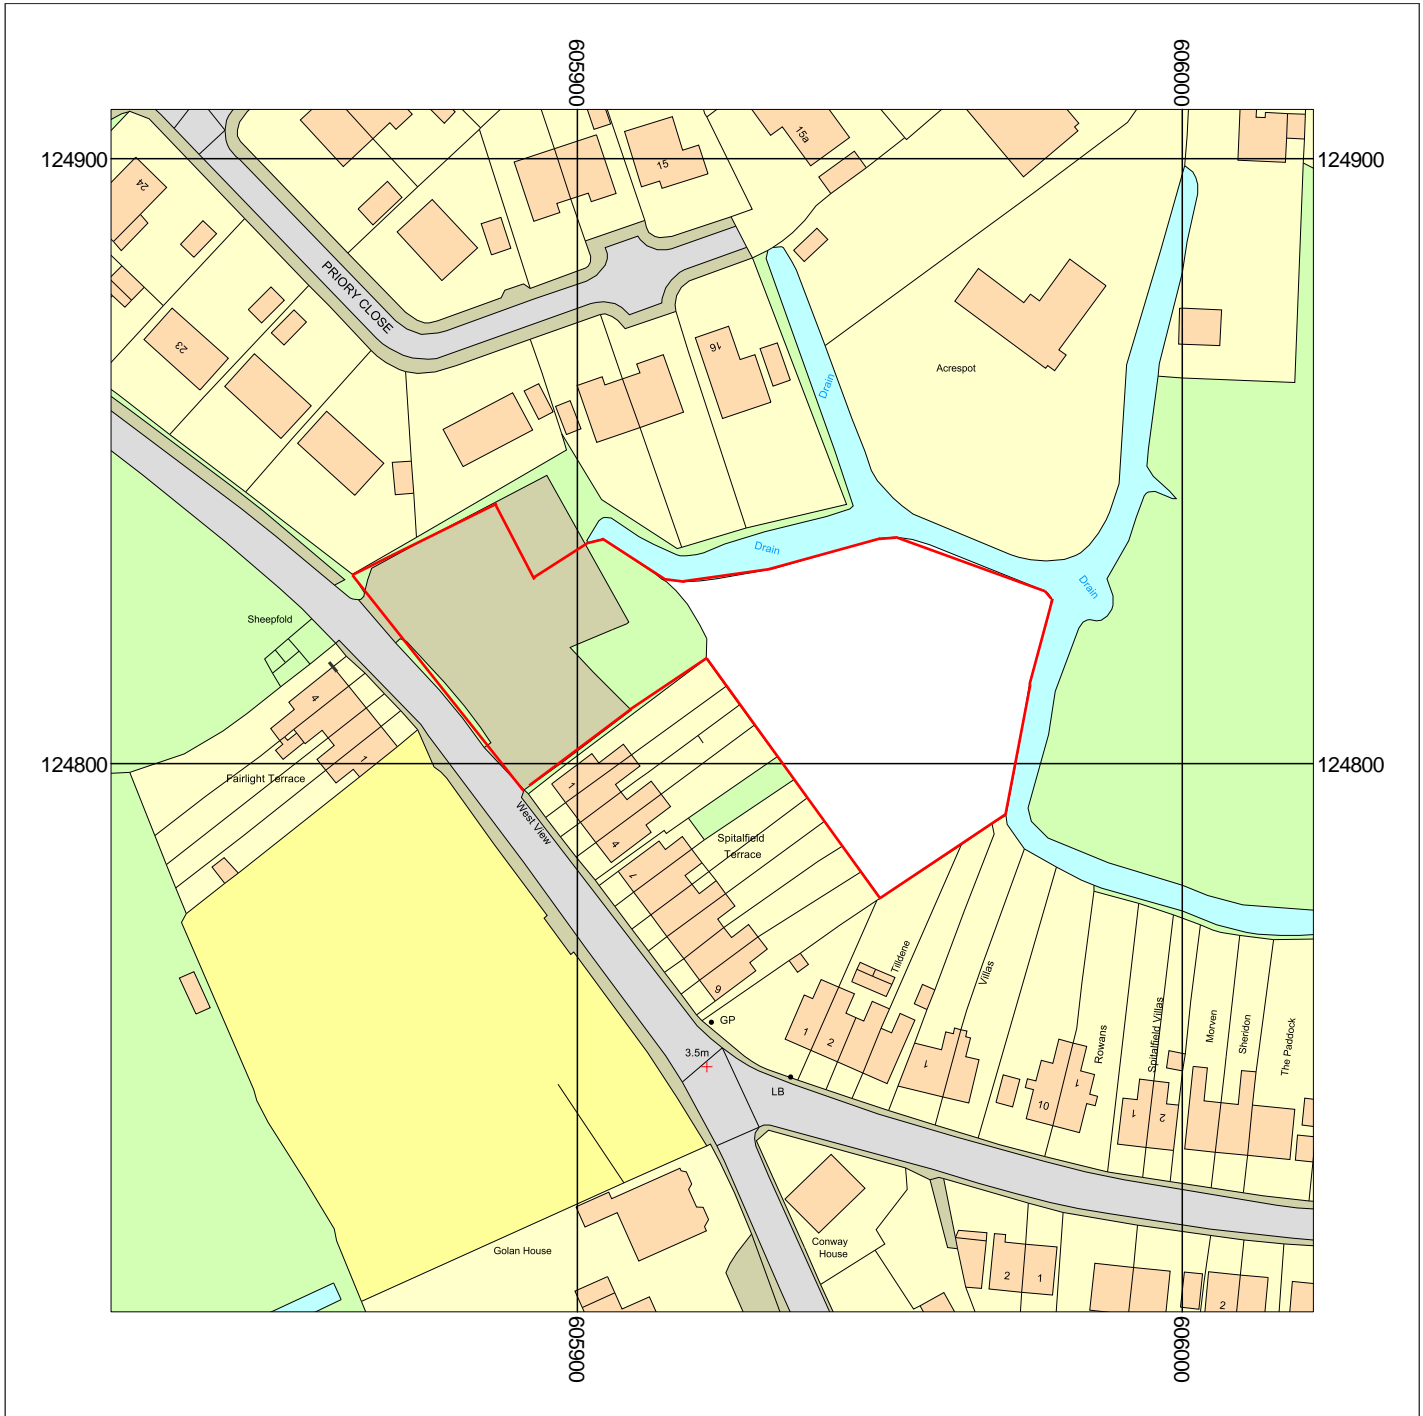 605900
606000
124900
124900
15a
15
24
PRIORY CLOSE
23
16
Acrespot
Drain
Drain
Drain
Sheepfold
4
1
Fairlight Terrace
124800
124800
West View
1
4
Spitalfield
Terrace
7
9
GP
3.5m
LB
Tilldene
Villas
1
2
1
10
1
Rowans
Spitalfield Villas
1
2
Morven
Sheridon
The Paddock
Golan House
Conway
House
2
1
2
605900
606000